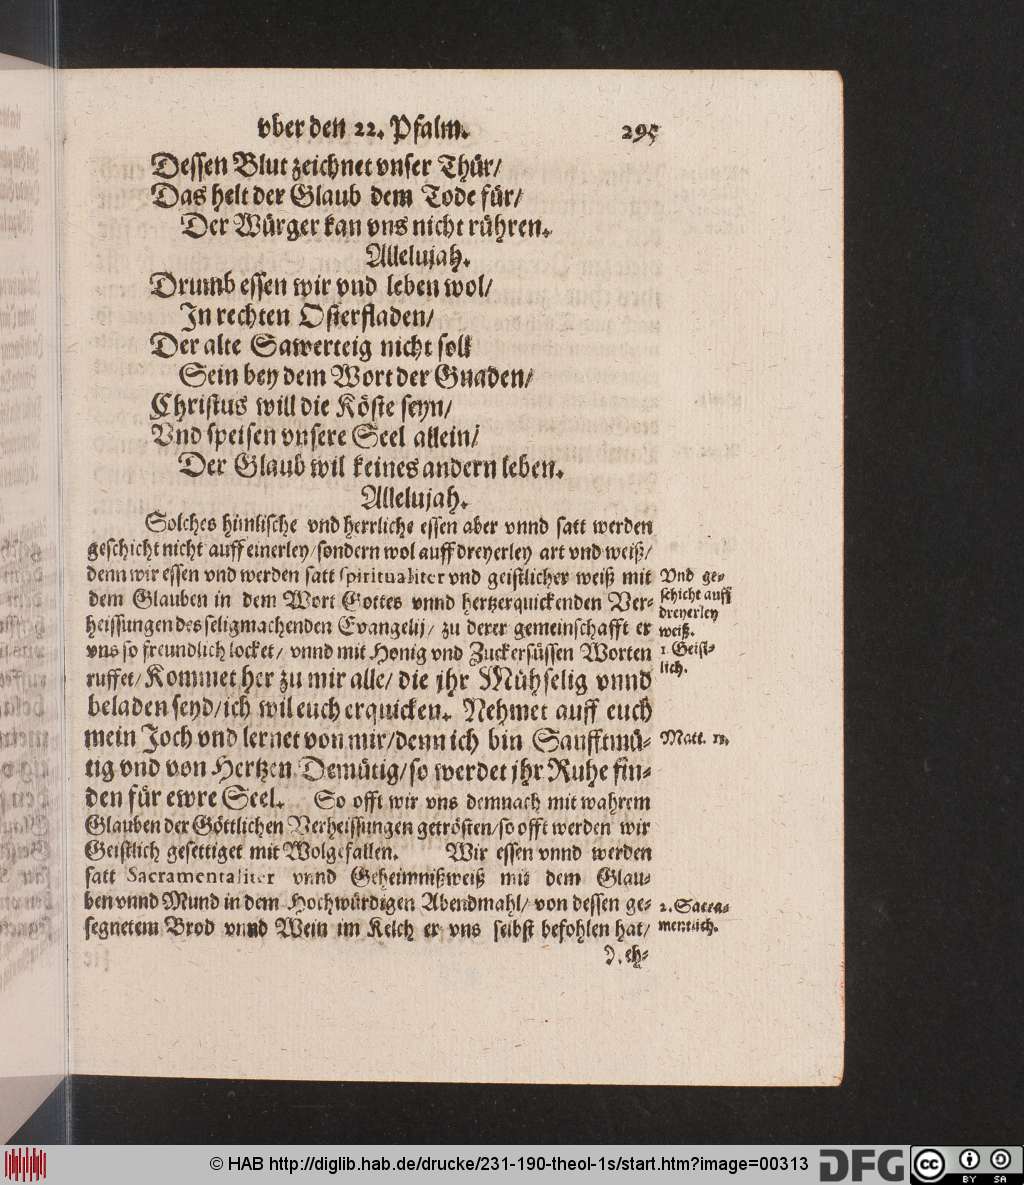 vber den 22. Psalm. 295
Dessen Blut zeichnet vnser Thür/
Das helt der Glaub dem Tode für/
Der Würger kan vns nicht rühren.
Allelujah.
Drumb essen wir vnd leben wol/
In rechten Osterfladen/
Der alte Sawerteig nicht soll
Sein bey dem Wort der Gnaden/
Christus will die Köste seyn/
Vnd speisen vnsere Seel allein/
Der Glaub wil keines andern leben.
Allelujah.
Solches himlische vnd herrliche essen aber vnnd satt werden
geschicht nicht auff einerley/sondern wol auff dreyerley art vnd weiß/
denn wir essen vnd werden satt spiritualiter vnd geistlicher weiß mit
dem Glauben in dem Wort Gottes vnnd hertzerquickenden Ver-
heissungen des seligmachenden Evangelij/ zu derer gemeinschafft er
vns so freundlich locket/ vnnd mit Honig vnd Zuckersüssen Worten
ruffet/ Kommet her zu mir alle/ die jhr Mühselig vnnd
beladen seyd/ich wil euch erquicken. Nehmet auff euch
mein Joch vnd lernet von mir/denn ich bin Saufftmü-
tig vnd von Hertzen Demütig/so werdet jhr Ruhe fin-
den für ewre Seel. So offt wir vns demnach mit wahrem
Glauben der Göttlichen Verheissungen getrösten/so offt werden wir
Geistlich gesettiget mit Wolgefallen. Wir essen vnnd werden
satt Sacramentaliter vnnd Geheimnißweiß mit dem Glau-
ben vnnd Mund in dem Hochwürdigen Abendmahl/ von dessen ge-
segnetem Brod vnnd Wein im Kelch er vns selbst befohlen hat/
Vnd ge-
schicht auff
dreyerley
weiß.
1. Geist-
lich.
Matt. 11.
2. Sacra-
mentlich.
© HAB http://diglib.hab.de/drucke/231-190-theol-1s/start.htm?image=00313
DFG
cc BY SA